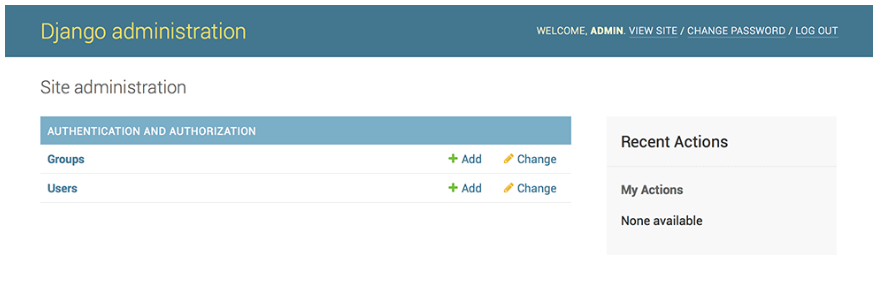 Django administration
WELCOME, ADMIN. VIEW SITE / CHANGE PASSWORD / LOG OUT
Site administration
AUTHENTICATION AND AUTHORIZATION
Groups Add Change
Users Add Change
Recent Actions
My Actions
None available